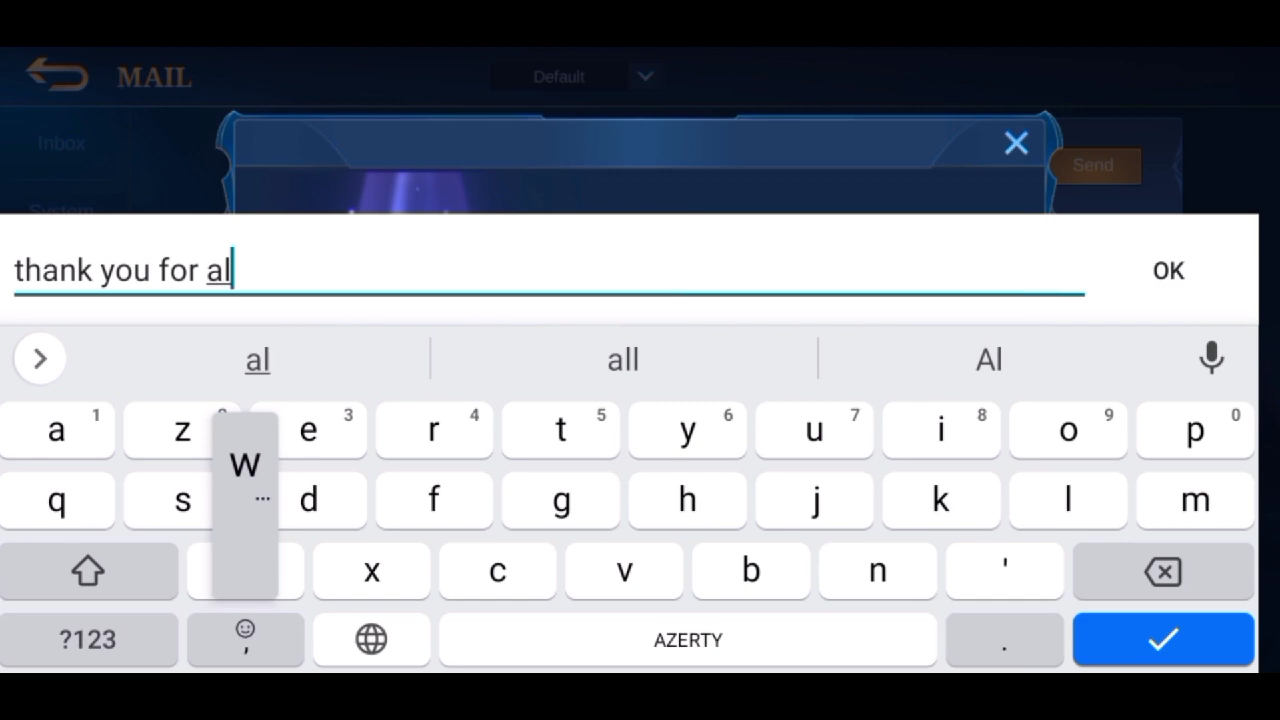 MAIL
Default
Inbox
Send
System
thank you for al
OK
al all Al
a 1 z e 3 r 4 t 5 y 6 u 7 i 8 o 9 p 0
q s d f g h j k l m
w ...
x c v b n '
?123 , AZERTY .